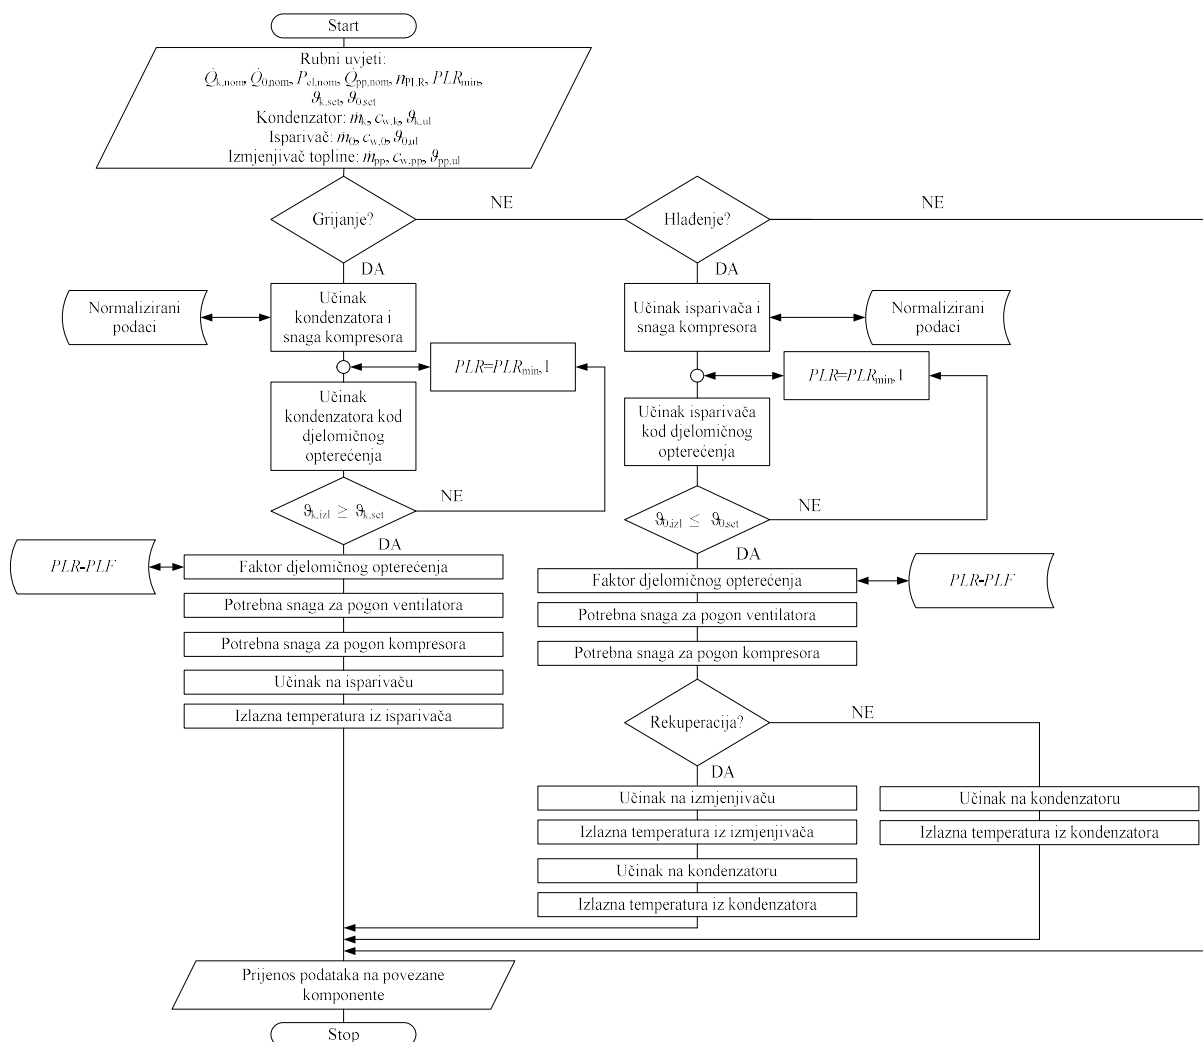 Start
Rubni uvjeti:
Q̇k,nom, Q̇0,nom, Pel,nom, Q̇pp,nom, nPLR, PLRmin,
ϑk,set, ϑ0,set
Kondenzator: ṁk, cw,k, ϑk,ul
Isparivač: ṁ0, cw,0, ϑ0,ul
Izmjenjivač topline: ṁpp, cw,pp, ϑpp,ul
Grijanje?
NE
Hlađenje?
NE
DA
DA
Normalizirani
podaci
Učinak
kondenzatora i
snaga kompresora
Učinak isparivača i
snaga kompresora
Normalizirani
podaci
PLR=PLRmin,1
PLR=PLRmin,1
Učinak
kondenzatora kod
djelomičnog
opterećenja
Učinak isparivača
kod djelomičnog
opterećenja
ϑk,izl ≥ ϑk,set
NE
ϑ0,izl ≤ ϑ0,set
NE
DA
DA
PLR-PLF
Faktor djelomičnog opterećenja
Potrebna snaga za pogon ventilatora
Potrebna snaga za pogon kompresora
Učinak na isparivaču
Izlazna temperatura iz isparivača
Faktor djelomičnog opterećenja
PLR-PLF
Potrebna snaga za pogon ventilatora
Potrebna snaga za pogon kompresora
Rekuperacija?
NE
DA
Učinak na izmjenjivaču
Izlazna temperatura iz izmjenjivača
Učinak na kondenzatoru
Izlazna temperatura iz kondenzatora
Učinak na kondenzatoru
Izlazna temperatura iz kondenzatora
Prijenos podataka na povezane
komponente
Stop